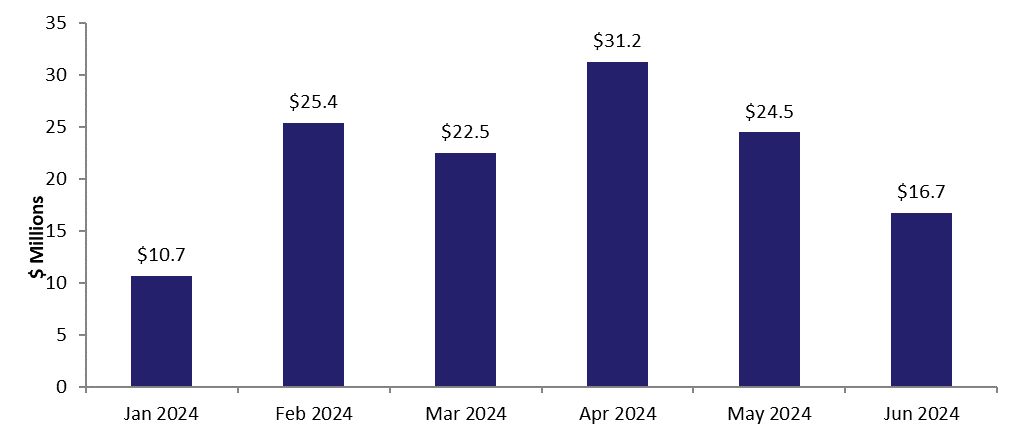 $ Millions
35
30
25
20
15
10
5
0
$10.7
$25.4
$22.5
$31.2
$24.5
$16.7
Jan 2024
Feb 2024
Mar 2024
Apr 2024
May 2024
Jun 2024